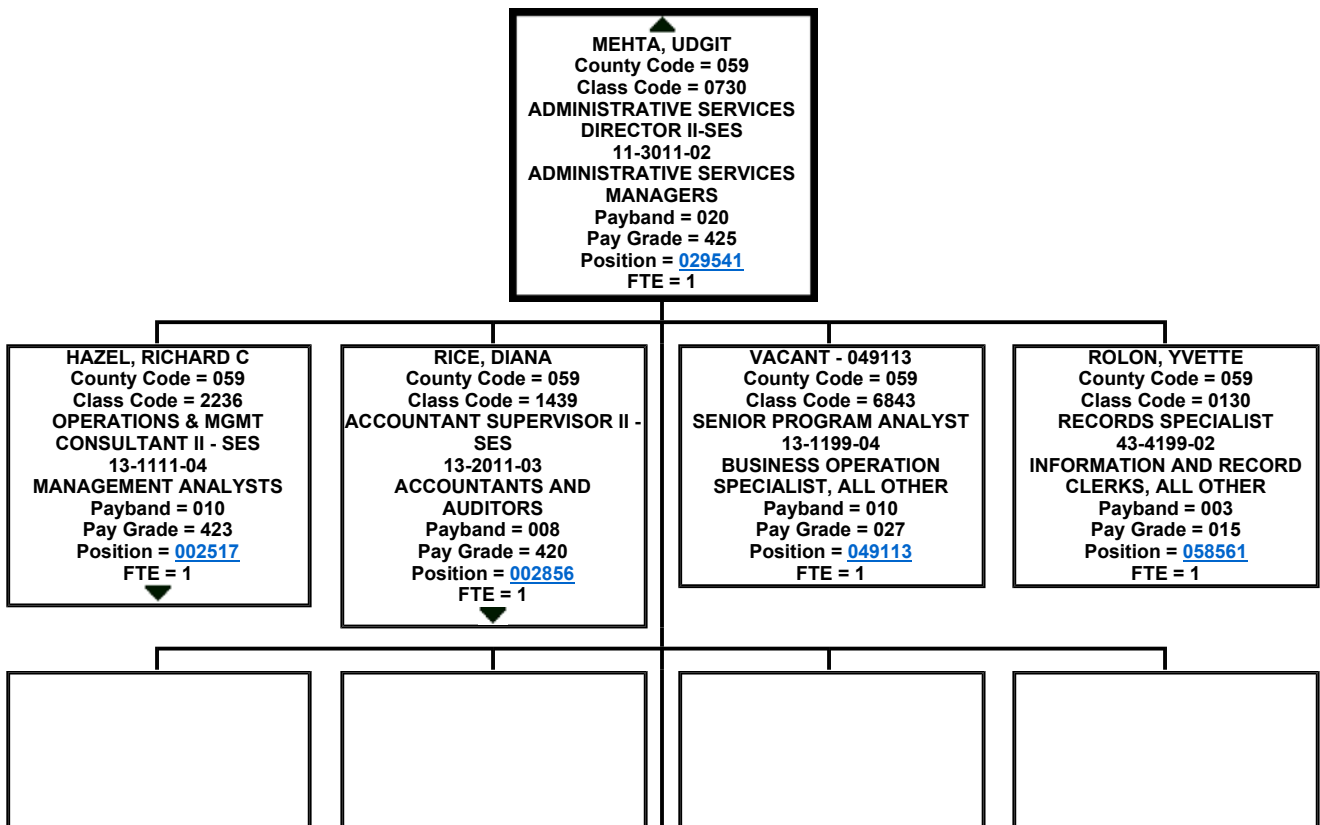 MEHTA, UDGIT
County Code = 059
Class Code = 0730
ADMINISTRATIVE SERVICES
DIRECTOR II-SES
11-3011-02
ADMINISTRATIVE SERVICES
MANAGERS
Payband = 020
Pay Grade = 425
Position = 029541
FTE = 1
HAZEL, RICHARD C
County Code = 059
Class Code = 2236
OPERATIONS & MGMT
CONSULTANT II - SES
13-1111-04
MANAGEMENT ANALYSTS
Payband = 010
Pay Grade = 423
Position = 002517
FTE = 1
RICE, DIANA
County Code = 059
Class Code = 1439
ACCOUNTANT SUPERVISOR II -
SES
13-2011-03
ACCOUNTANTS AND
AUDITORS
Payband = 008
Pay Grade = 420
Position = 002856
FTE = 1
VACANT - 049113
County Code = 059
Class Code = 6843
SENIOR PROGRAM ANALYST
13-1199-04
BUSINESS OPERATION
SPECIALIST, ALL OTHER
Payband = 010
Pay Grade = 027
Position = 049113
FTE = 1
ROLON, YVETTE
County Code = 059
Class Code = 0130
RECORDS SPECIALIST
43-4199-02
INFORMATION AND RECORD
CLERKS, ALL OTHER
Payband = 003
Pay Grade = 015
Position = 058561
FTE = 1